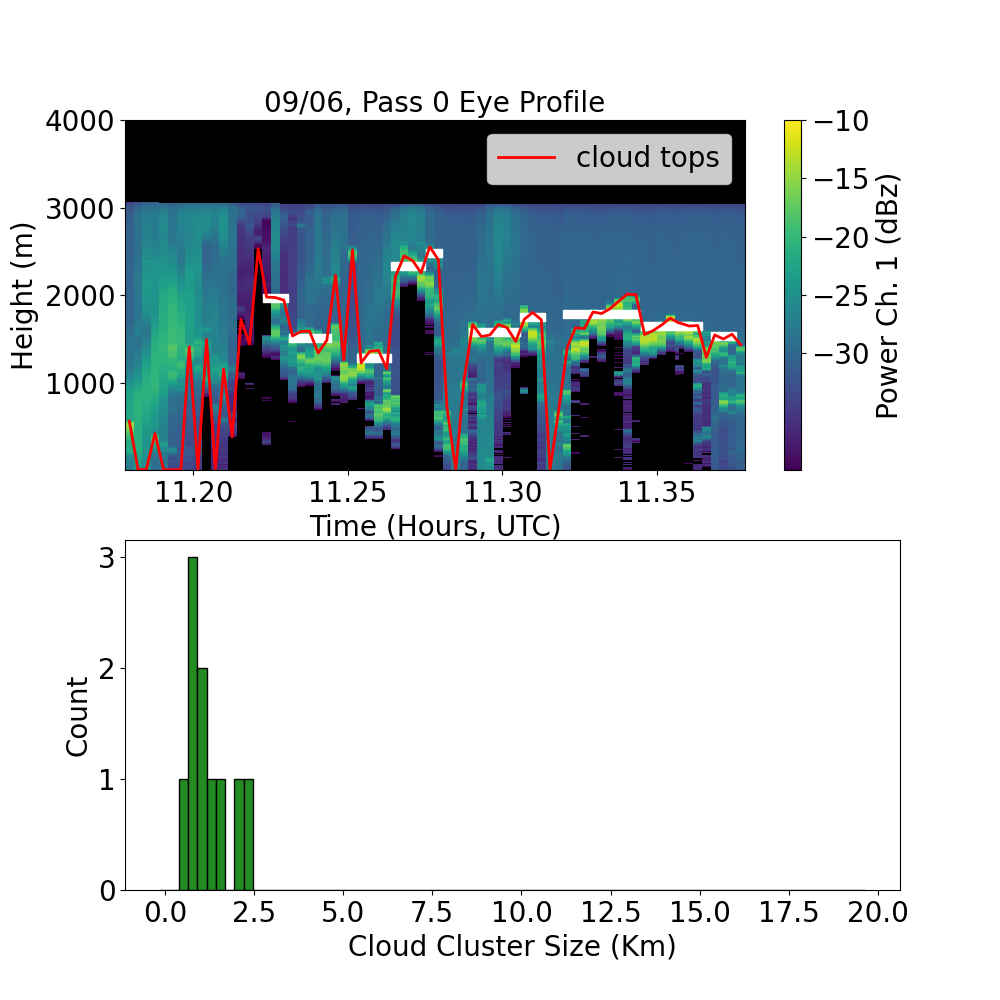 09/06, Pass 0 Eye Profile
cloud tops
4000
3000
2000
1000
Height (m)
11.20 11.25 11.30 11.35
Time (Hours, UTC)
−10
−15
−20
−25
−30
Power Ch. 1 (dBz)
3
2
1
0
Count
0.0 2.5 5.0 7.5 10.0 12.5 15.0 17.5 20.0
Cloud Cluster Size (Km)